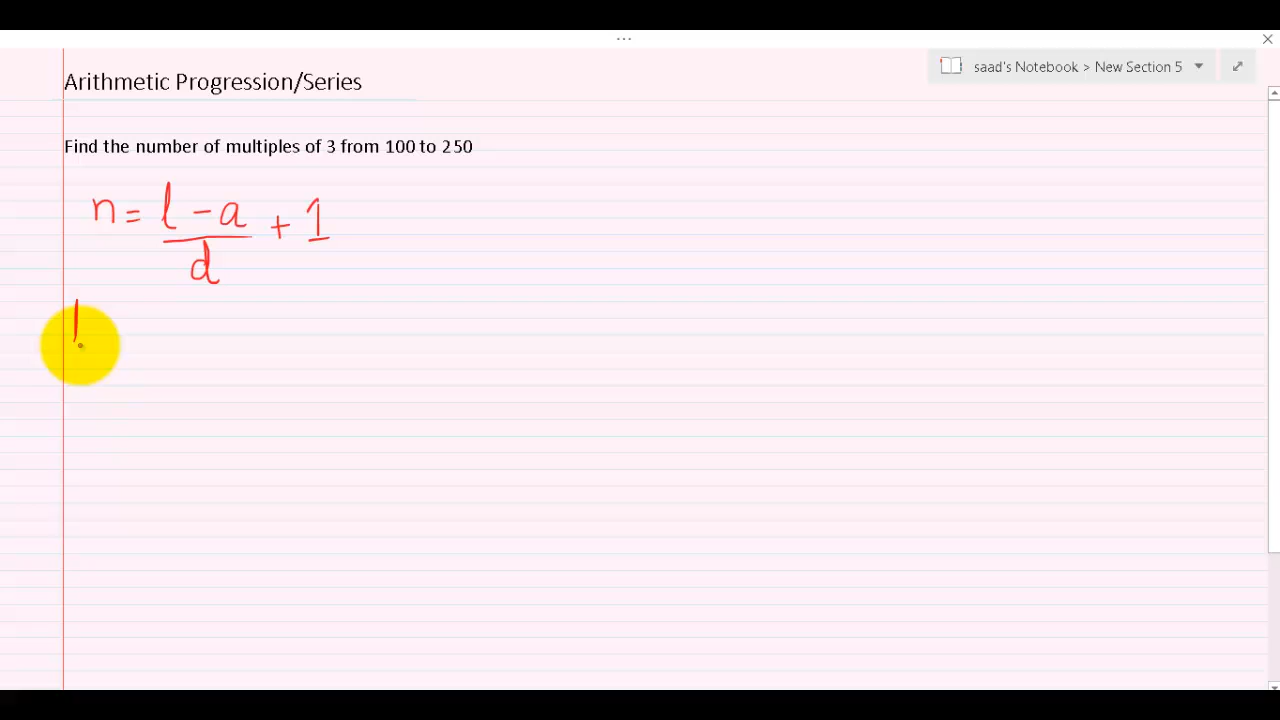 saad's Notebook > New Section 5
Arithmetic Progression/Series
Find the number of multiples of 3 from 100 to 250
n = l - a / d + 1
l